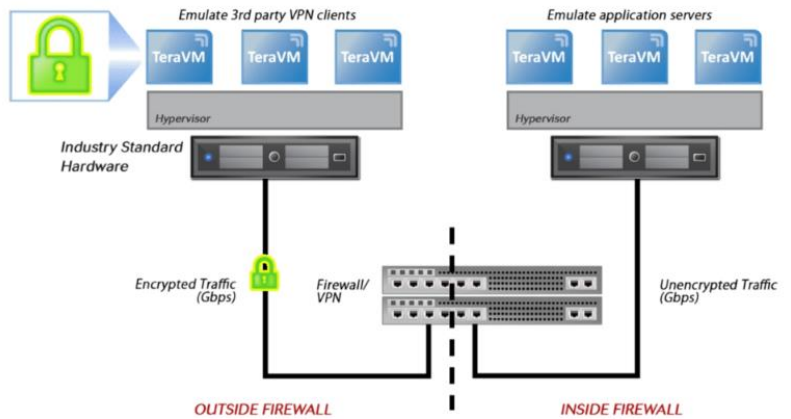 Emulate 3rd party VPN clients
Emulate application servers
TeraVM
TeraVM
TeraVM
TeraVM
TeraVM
TeraVM
Hypervisor
Hypervisor
Industry Standard
Hardware
Encrypted Traffic
(Gbps)
Firewall/
VPN
Unencrypted Traffic
(Gbps)
OUTSIDE FIREWALL
INSIDE FIREWALL